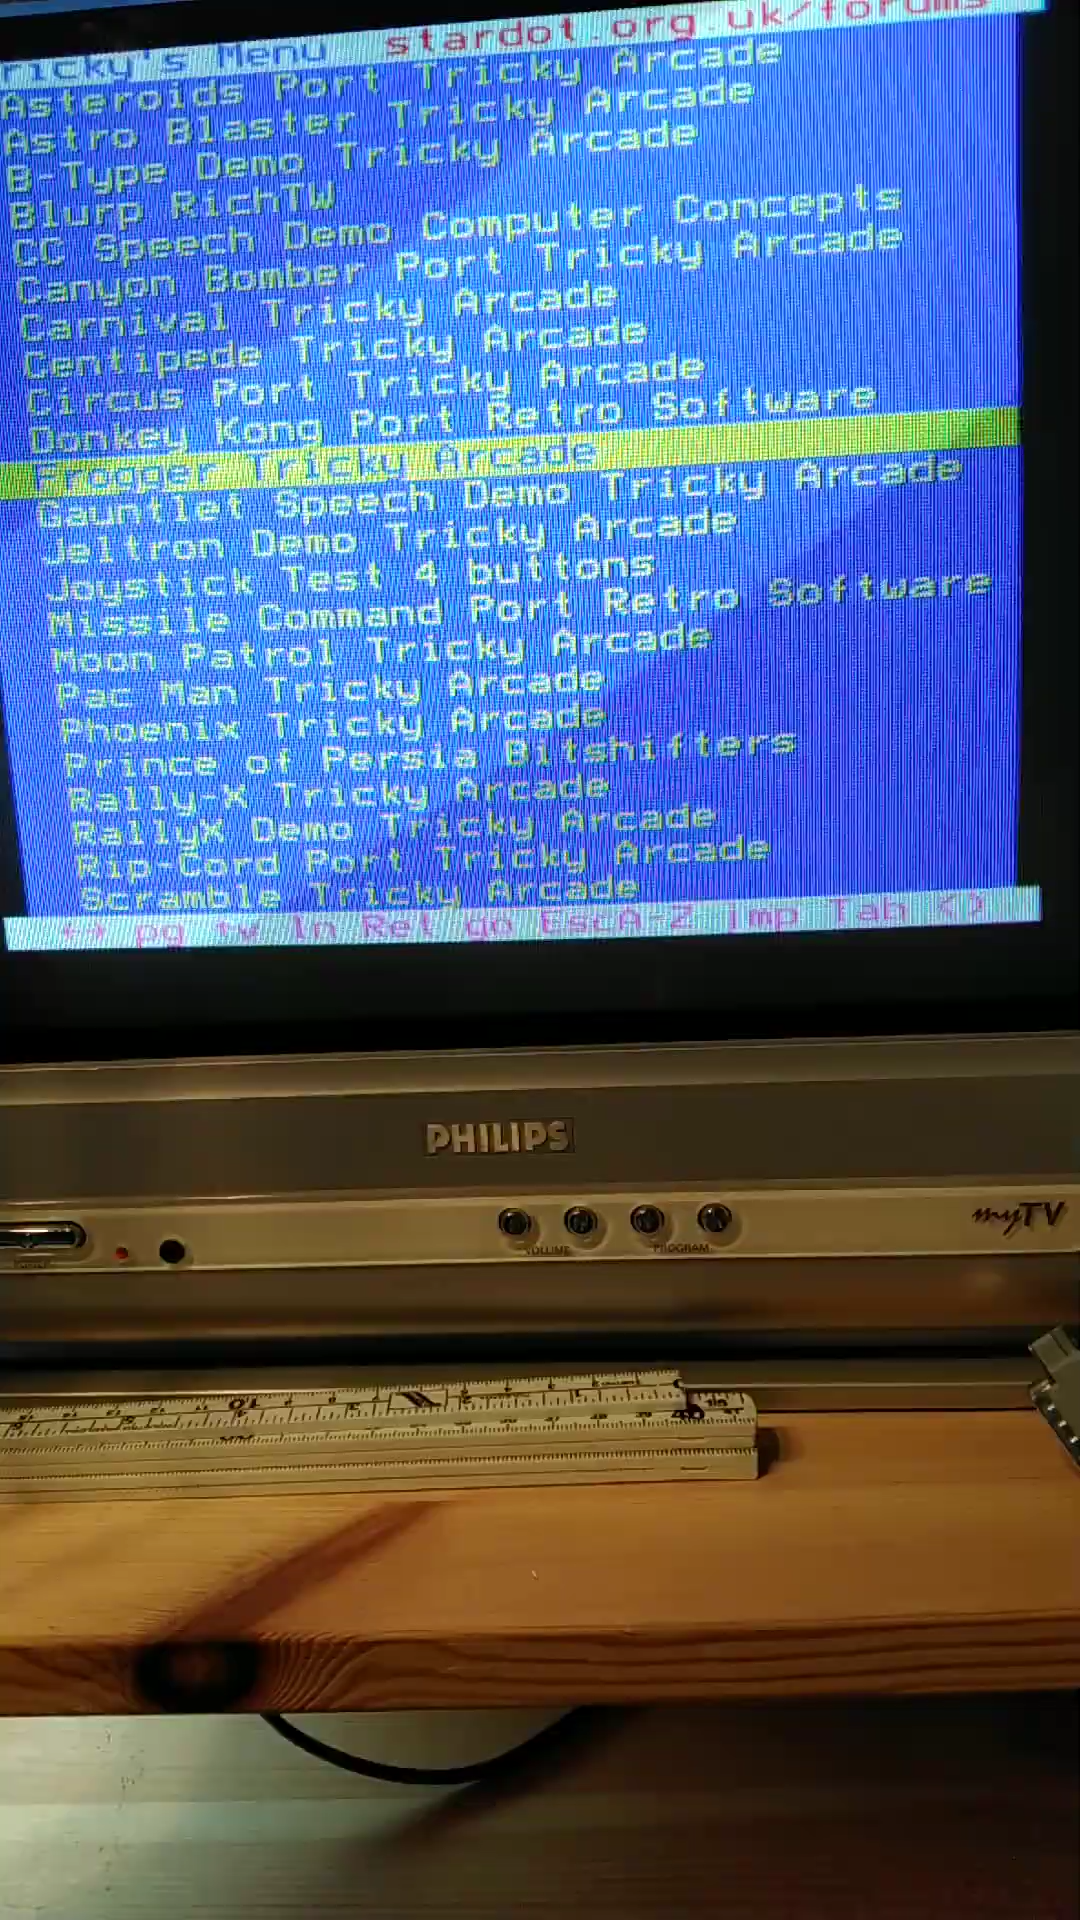 ricky's Menu stardot.org.uk/forums
Asteroids Port Tricky Arcade
Astro Blaster Tricky Arcade
B-Type Demo Tricky Arcade
Blurp RichTW
CC Speech Demo Computer Concepts
Canyon Bomber Port Tricky Arcade
Carnival Tricky Arcade
Centipede Tricky Arcade
Circus Port Tricky Arcade
Donkey Kong Port Retro Software
Frogger Tricky Arcade
Gauntlet Speech Demo Tricky Arcade
Jeltron Demo Tricky Arcade
Joystick Test 4 buttons
Missile Command Port Retro Software
Moon Patrol Tricky Arcade
Pac Man Tricky Arcade
Phoenix Tricky Arcade
Prince of Persia Bitshifters
Rally-X Tricky Arcade
RallyX Demo Tricky Arcade
Rip-Cord Port Tricky Arcade
Scramble Tricky Arcade
pg ln Ret go EscA-Z jmp Tab <>
PHILIPS
myTV
VOLUME PROGRAM
POWER